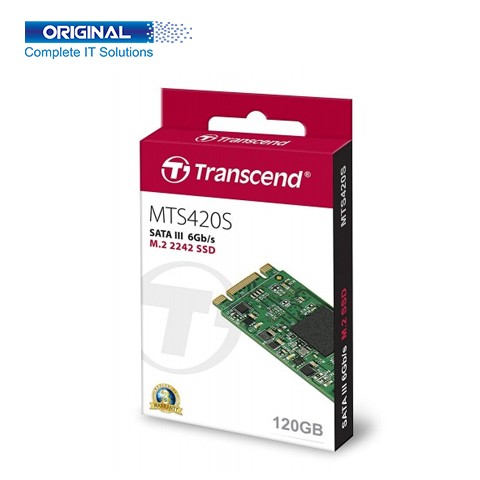 ORIGINAL
Complete IT Solutions
Transcend
MTS420S
SATA III 6Gb/s
M.2 2242 SSD
WARRANTY
120GB
MTS420S
SATA III 6Gb/s M.2 SSD